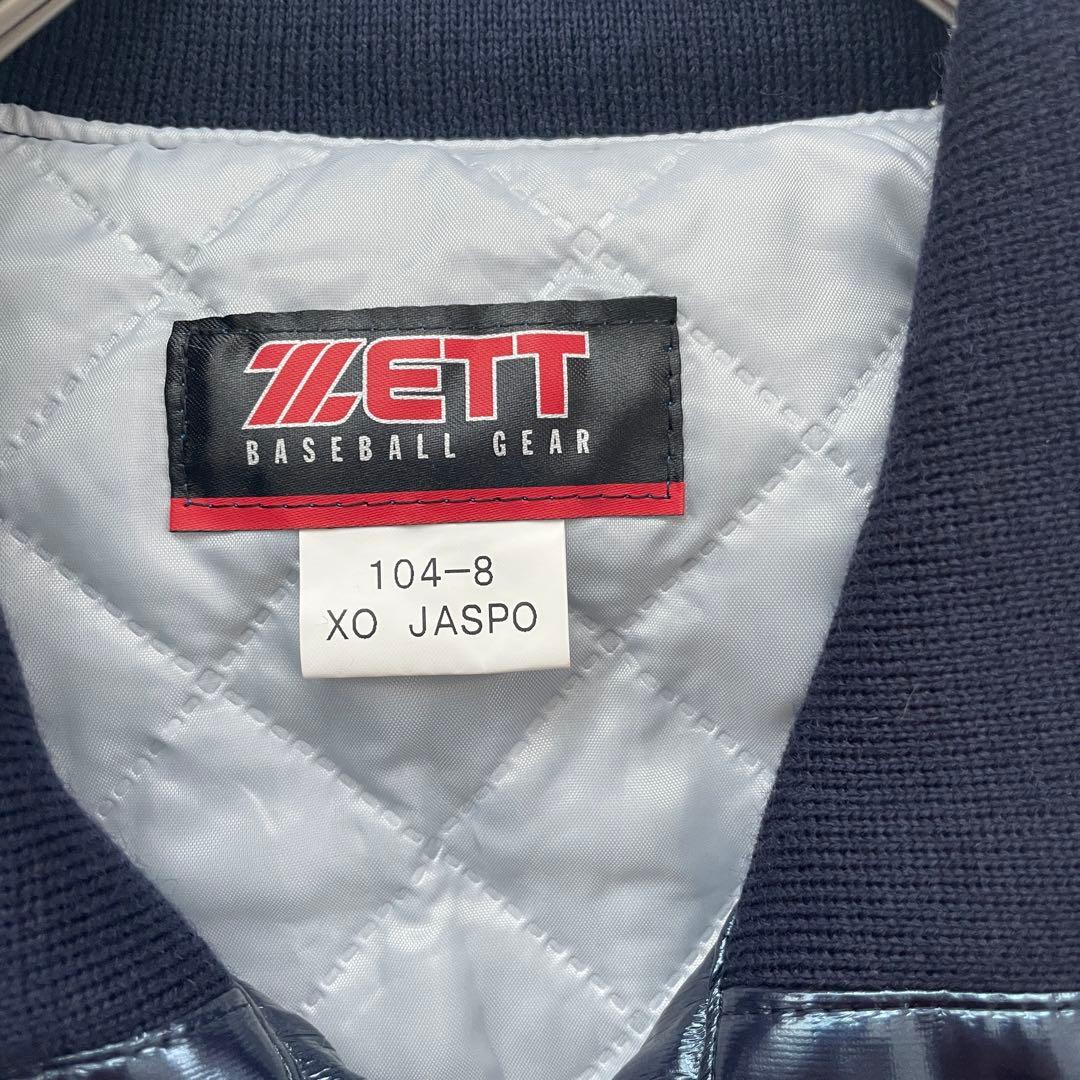 ZETT
BASEBALL GEAR
104-8
XO JASPO